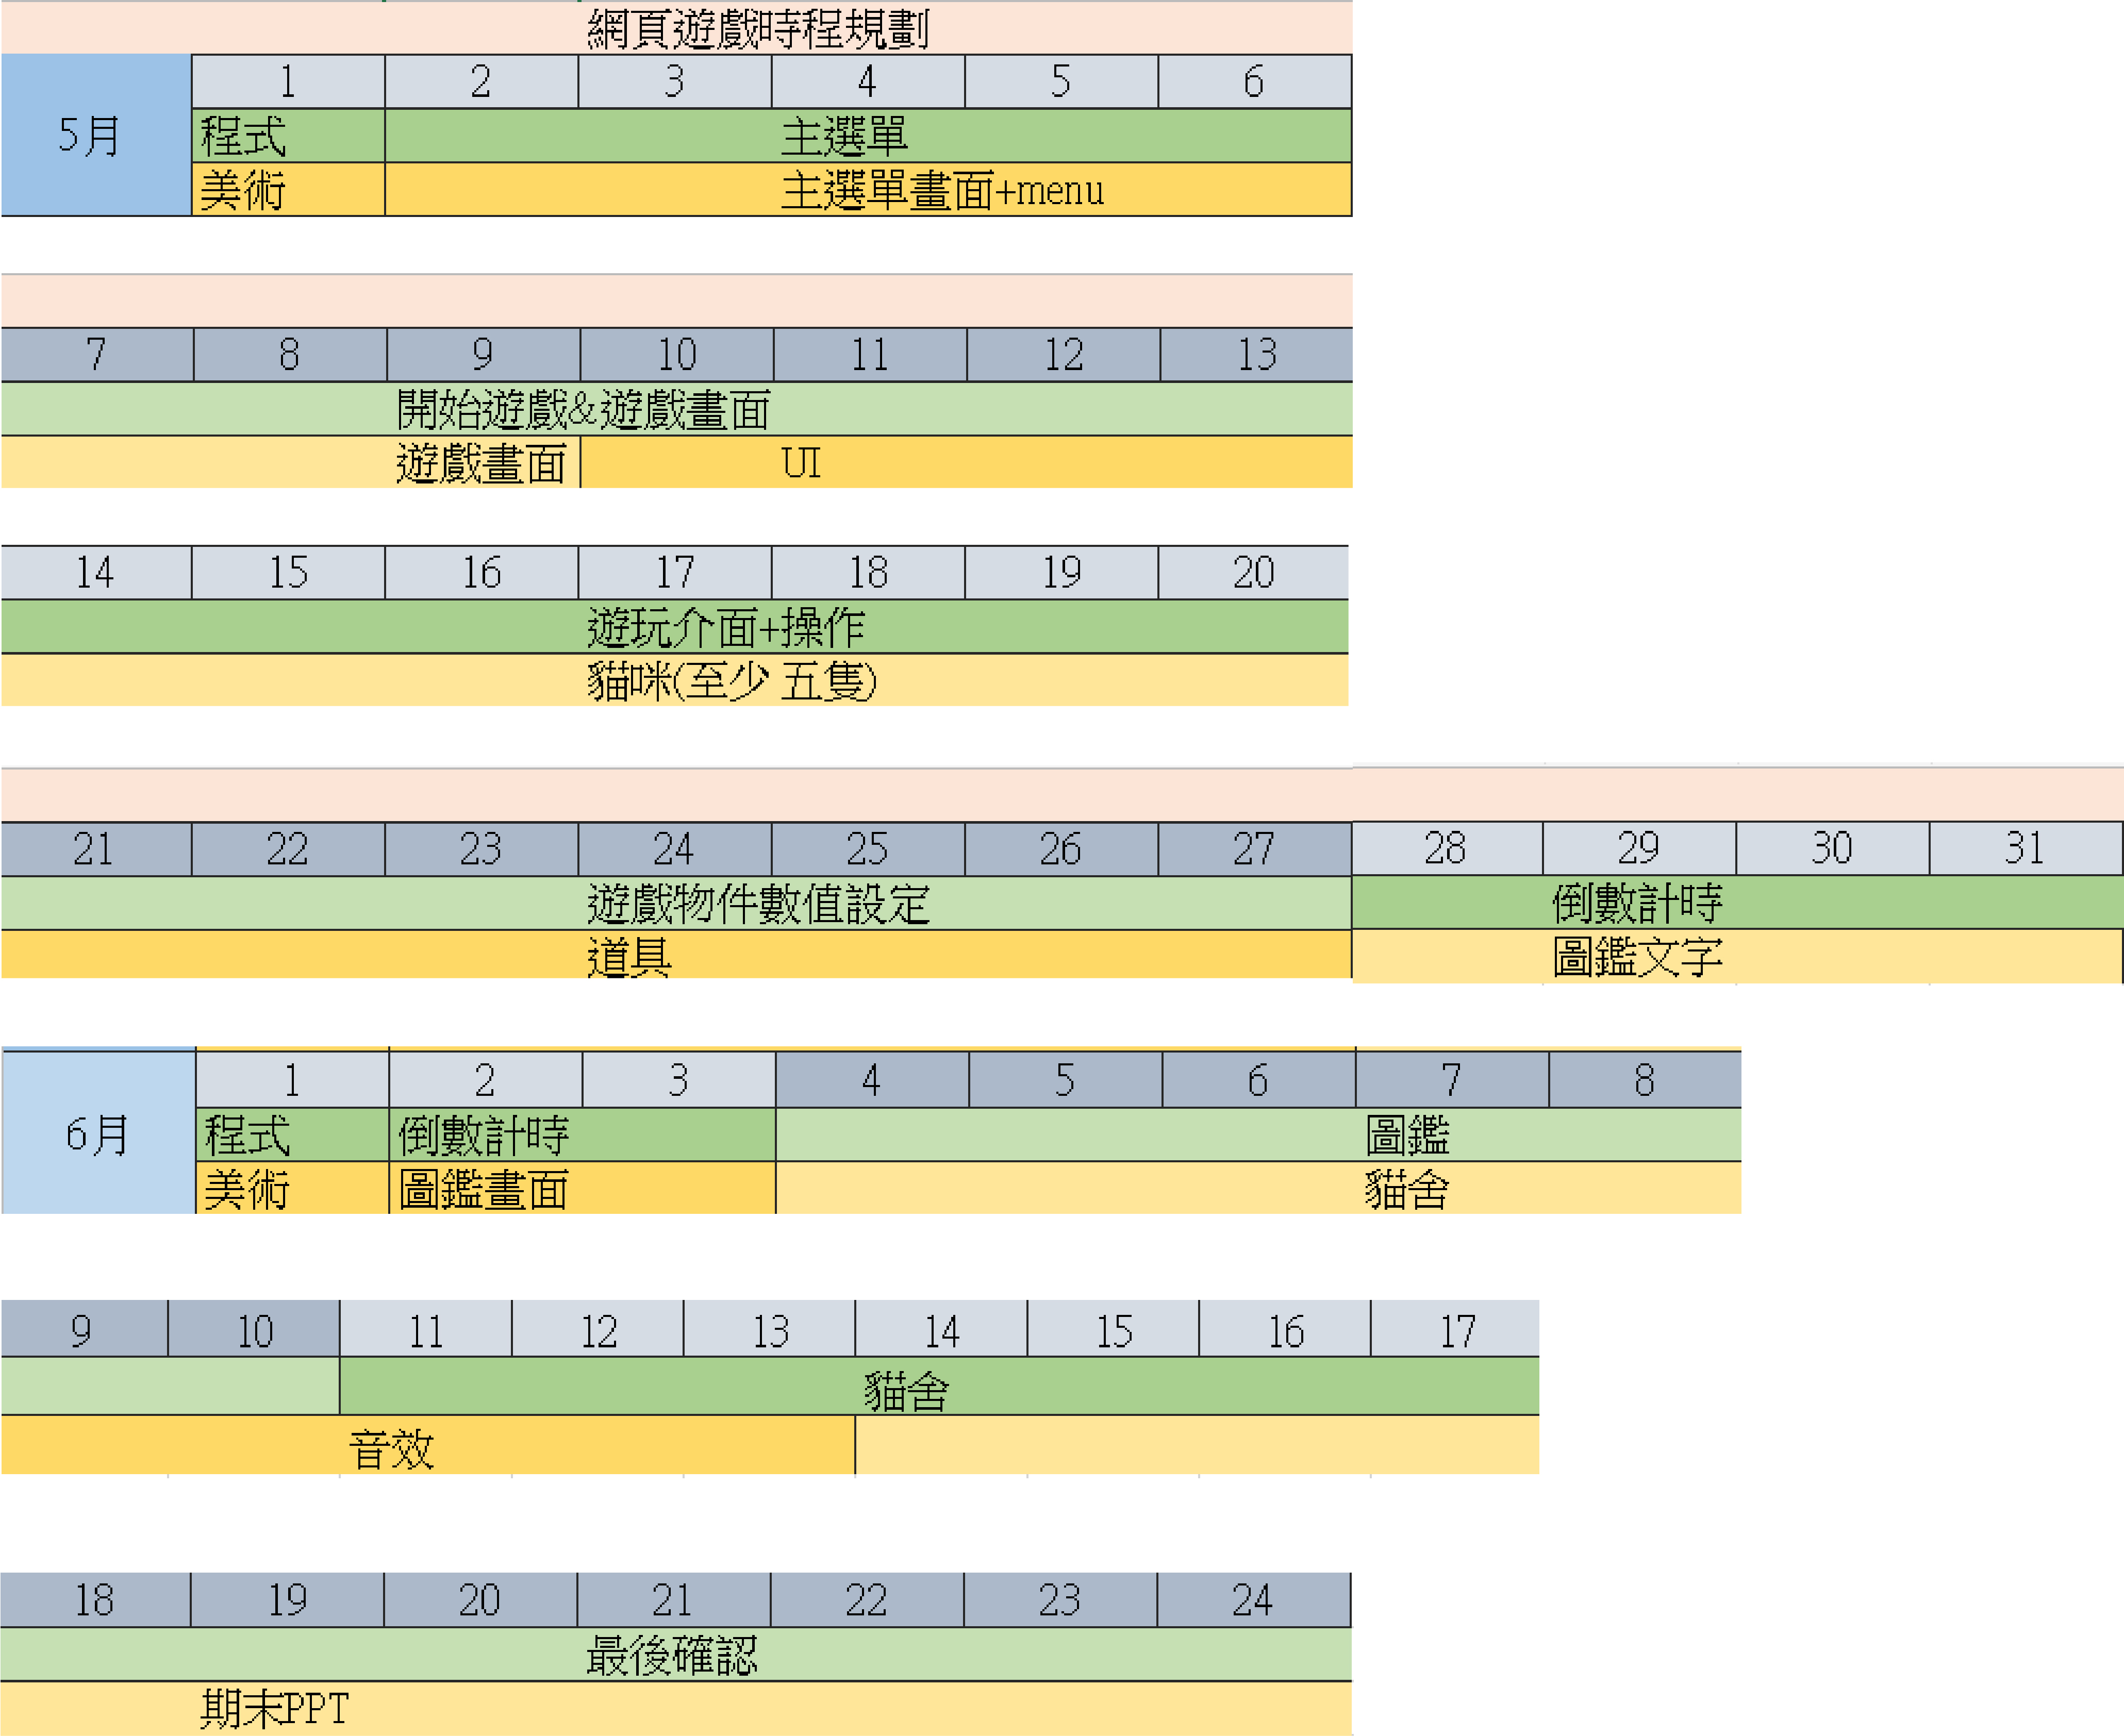 網頁遊戲時程規劃
5月 1 2 3 4 5 6
程式 主選單
美術 主選單畫面+menu
7 8 9 10 11 12 13
開始遊戲&遊戲畫面
遊戲畫面 UI
14 15 16 17 18 19 20
遊玩介面+操作
貓咪(至少 五隻)
21 22 23 24 25 26 27 28 29 30 31
遊戲物件數值設定 倒數計時
道具 圖鑑文字
6月 1 2 3 4 5 6 7 8
程式 倒數計時 圖鑑
美術 圖鑑畫面 貓舍
9 10 11 12 13 14 15 16 17
貓舍
音效
18 19 20 21 22 23 24
最後確認
期末PPT